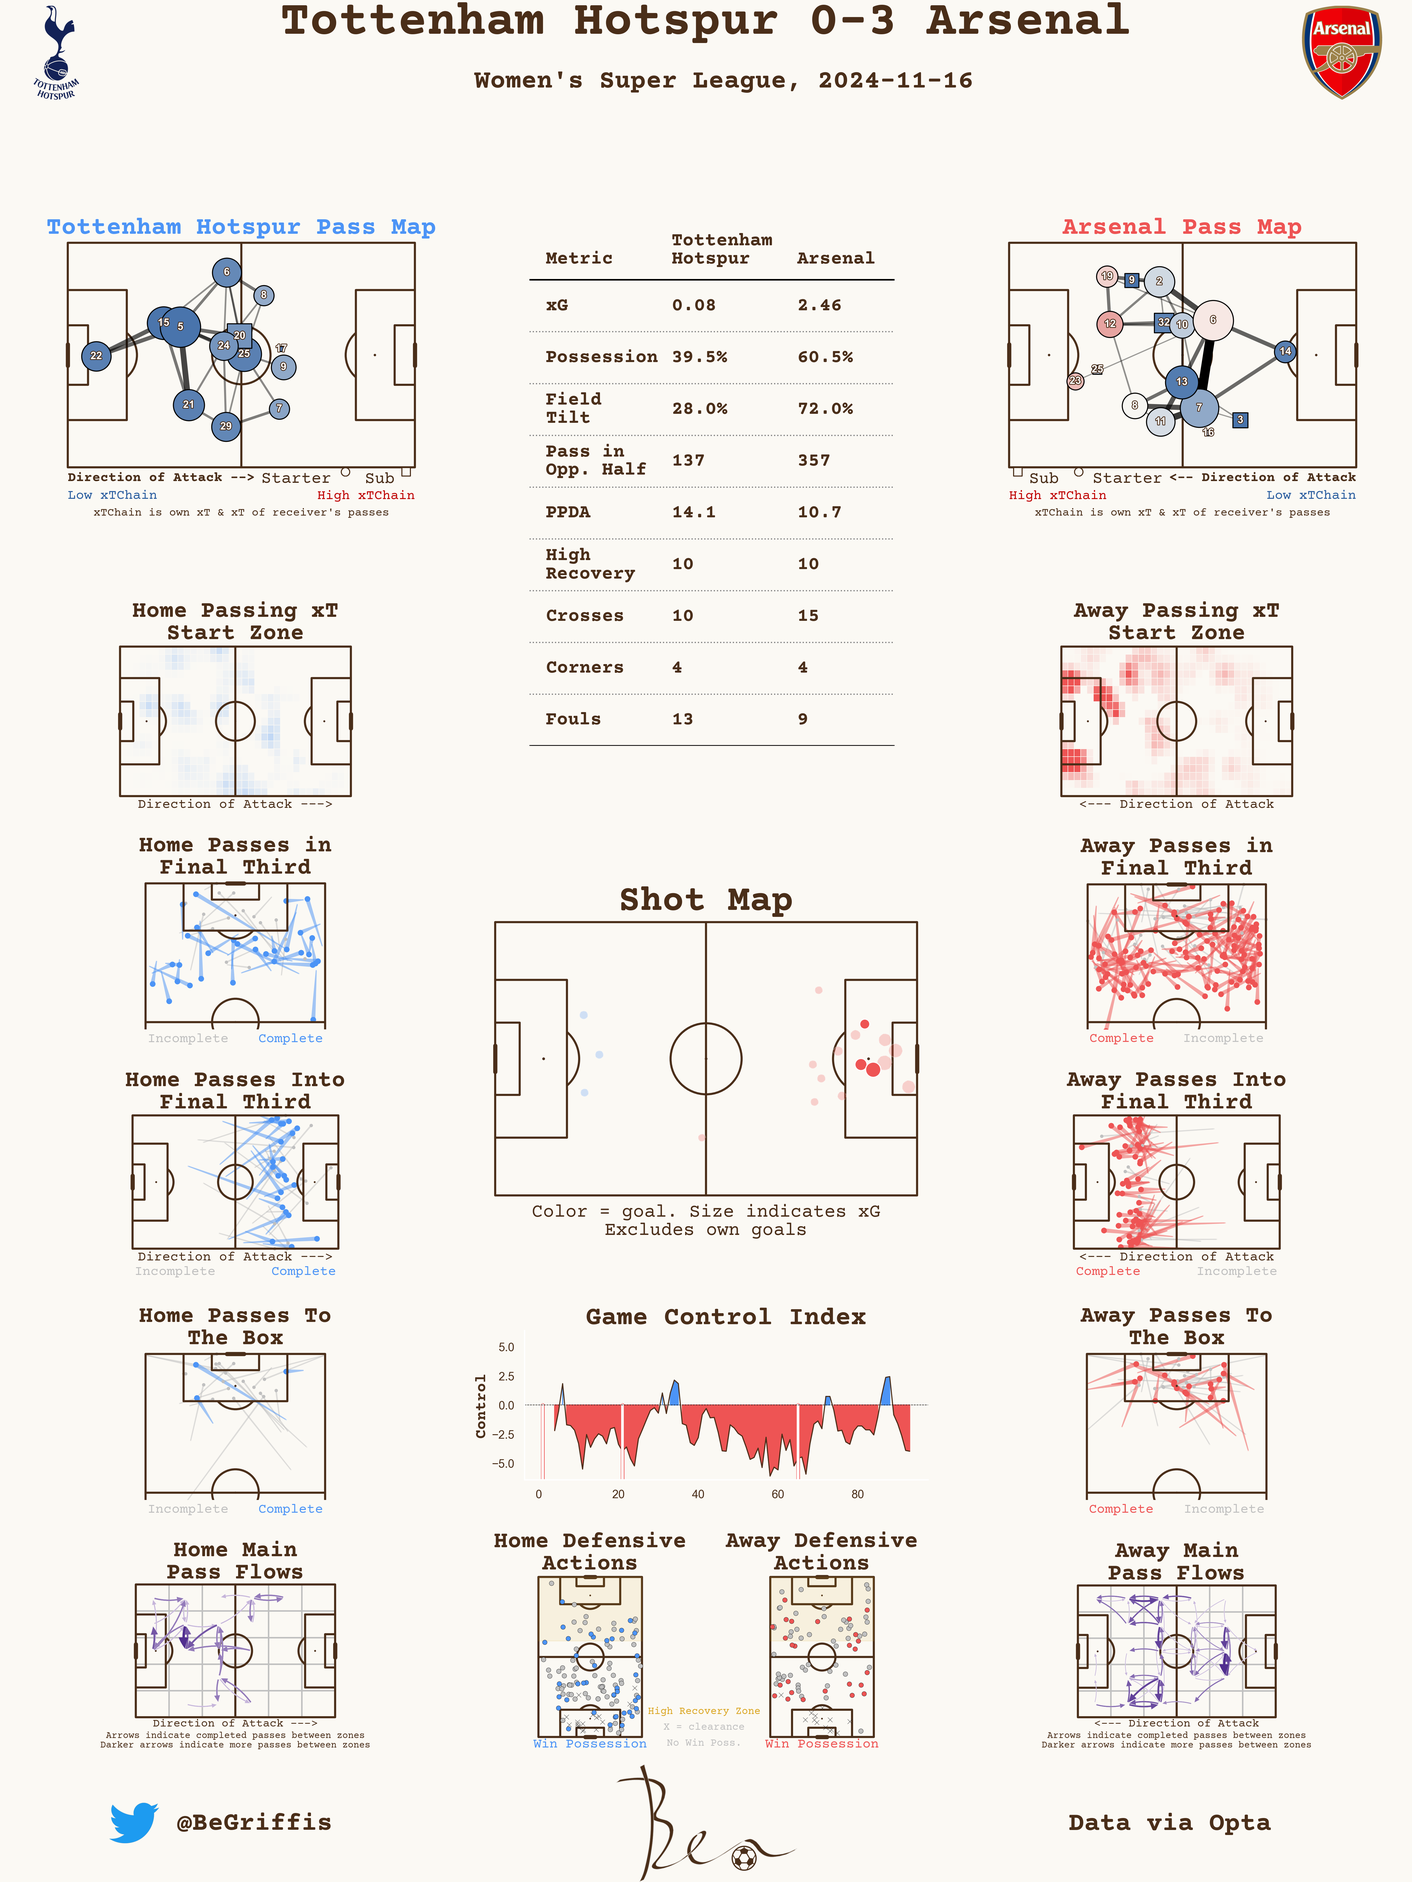 Tottenham Hotspur 0-3 Arsenal
Women's Super League, 2024-11-16
TOTTENHAM
HOTSPUR
Arsenal
Tottenham Hotspur Pass Map
6
8
15
5
20
24
25
17
22
9
21
7
29
Direction of Attack --> Starter Sub
Low xTChain High xTChain
xTChain is own xT & xT of receiver's passes
Metric Tottenham Hotspur Arsenal
xG 0.08 2.46
Possession 39.5% 60.5%
Field Tilt 28.0% 72.0%
Pass in Opp. Half 137 357
PPDA 14.1 10.7
High Recovery 10 10
Crosses 10 15
Corners 4 4
Fouls 13 9
Arsenal Pass Map
19
9
2
12
32
10
6
14
23
25
13
8
7
11
3
16
Sub Starter <-- Direction of Attack
High xTChain Low xTChain
xTChain is own xT & xT of receiver's passes
Home Passing xT
Start Zone
Direction of Attack --->
Away Passing xT
Start Zone
<--- Direction of Attack
Home Passes in
Final Third
Incomplete Complete
Away Passes in
Final Third
Complete Incomplete
Shot Map
Color = goal. Size indicates xG
Excludes own goals
Home Passes Into
Final Third
Direction of Attack --->
Incomplete Complete
Away Passes Into
Final Third
<--- Direction of Attack
Complete Incomplete
Home Passes To
The Box
Incomplete Complete
Game Control Index
Control
5.0
2.5
0.0
−2.5
−5.0
0 20 40 60 80
Away Passes To
The Box
Complete Incomplete
Home Main
Pass Flows
Direction of Attack --->
Arrows indicate completed passes between zones
Darker arrows indicate more passes between zones
Home Defensive
Actions
Win Possession
Away Defensive
Actions
Win Possession
High Recovery Zone
X = clearance
No Win Poss.
Away Main
Pass Flows
<--- Direction of Attack
Arrows indicate completed passes between zones
Darker arrows indicate more passes between zones
@BeGriffis
Ben
Data via Opta